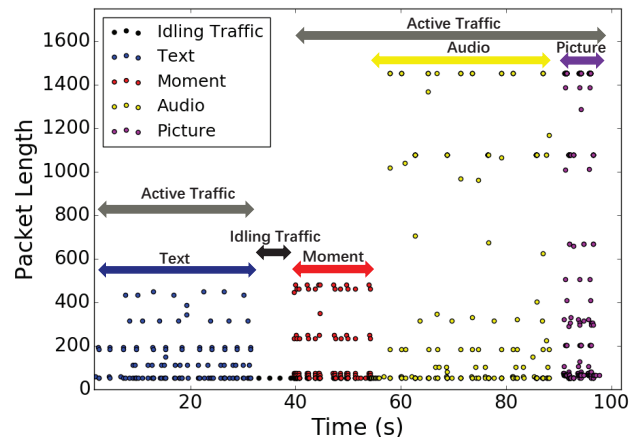 Active Traffic
Audio
Picture
Idling Traffic
Text
Moment
Audio
Picture
Active Traffic
Idling Traffic
Text
Moment
1600
1400
1200
1000
800
600
400
200
0
Packet Length
20
40
60
80
100
Time (s)